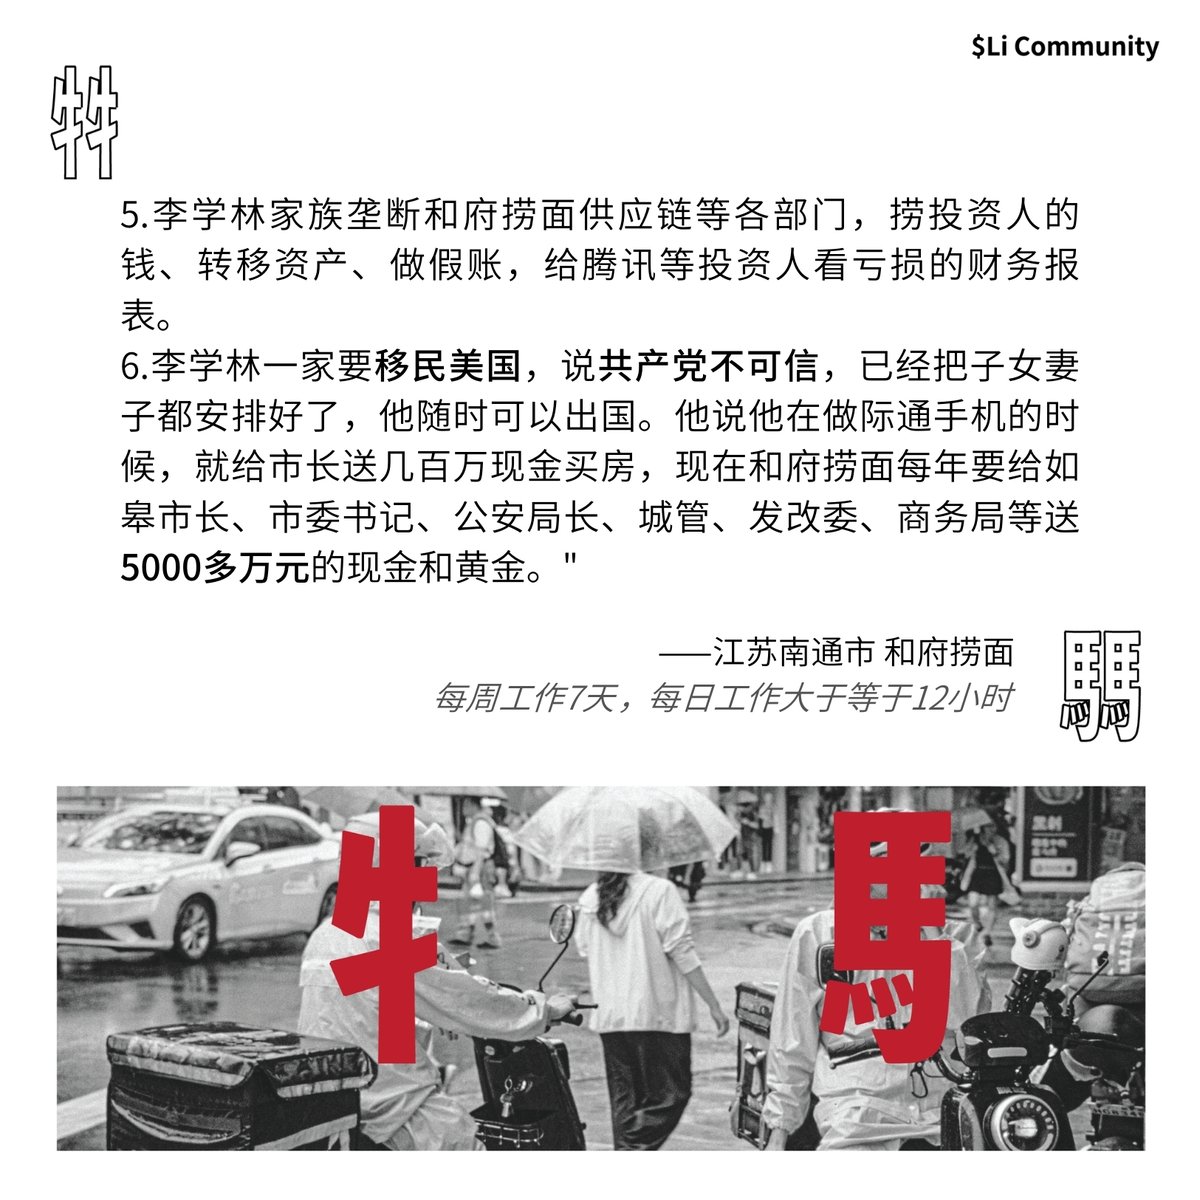 $Li Community
牜牜
5.李学林家族垄断和府捞面供应链等各部门，捞投资人的
钱、转移资产、做假账，给腾讯等投资人看亏损的财务报
表。
6.李学林一家要移民美国，说共产党不可信，已经把子女妻
子都安排好了，他随时可以出国。他说他在做际通手机的时
候，就给市长送几百万现金买房，现在和府捞面每年要给如
皋市长、市委书记、公安局长、城管、发改委、商务局等送
5000多万元的现金和黄金。"
——江苏南通市 和府捞面
每周工作7天，每日工作大于等于12小时
馬馬
牜 馬